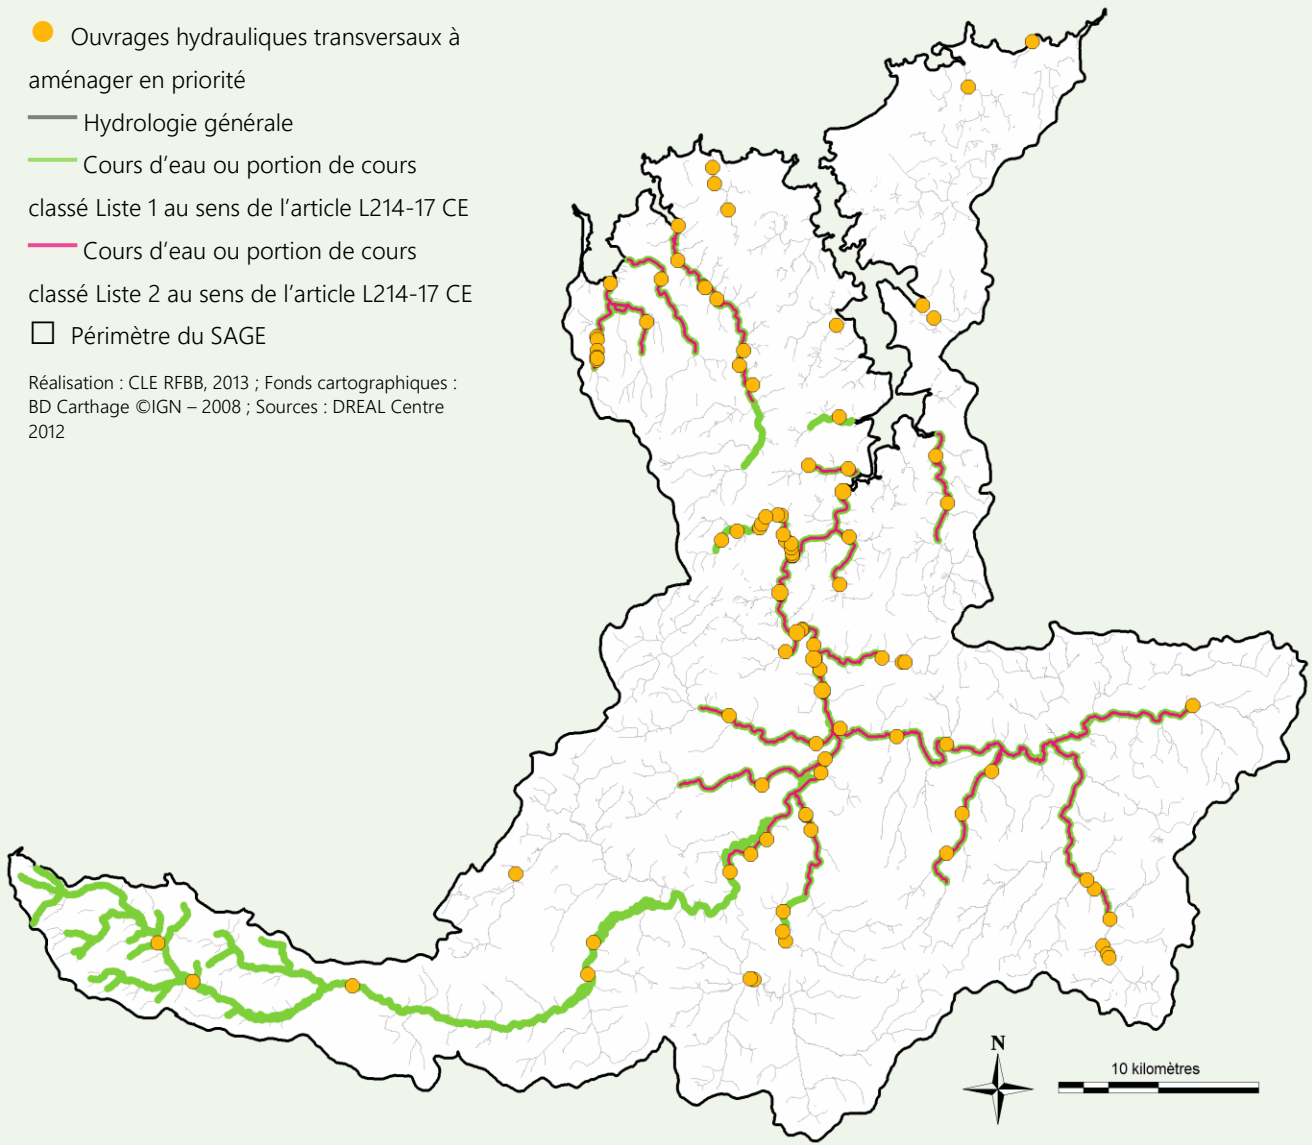 Ouvrages hydrauliques transversaux à
aménager en priorité
Hydrologie générale
Cours d'eau ou portion de cours
classé Liste 1 au sens de l'article L214-17 CE
Cours d'eau ou portion de cours
classé Liste 2 au sens de l'article L214-17 CE
Périmètre du SAGE
Réalisation : CLE RFBB, 2013 ; Fonds cartographiques :
BD Carthage ©IGN – 2008 ; Sources : DREAL Centre
2012
N
10 kilomètres